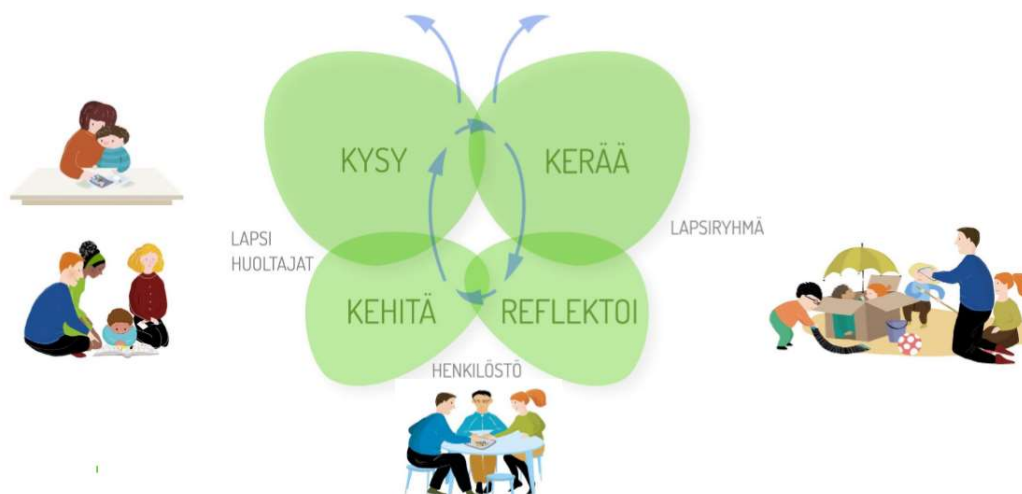 KYSY
KERÄÄ
LAPSI
HUOLTAJAT
LAPSIRYHMÄ
KEHITÄ
REFLEKTOI
HENKILÖSTÖ